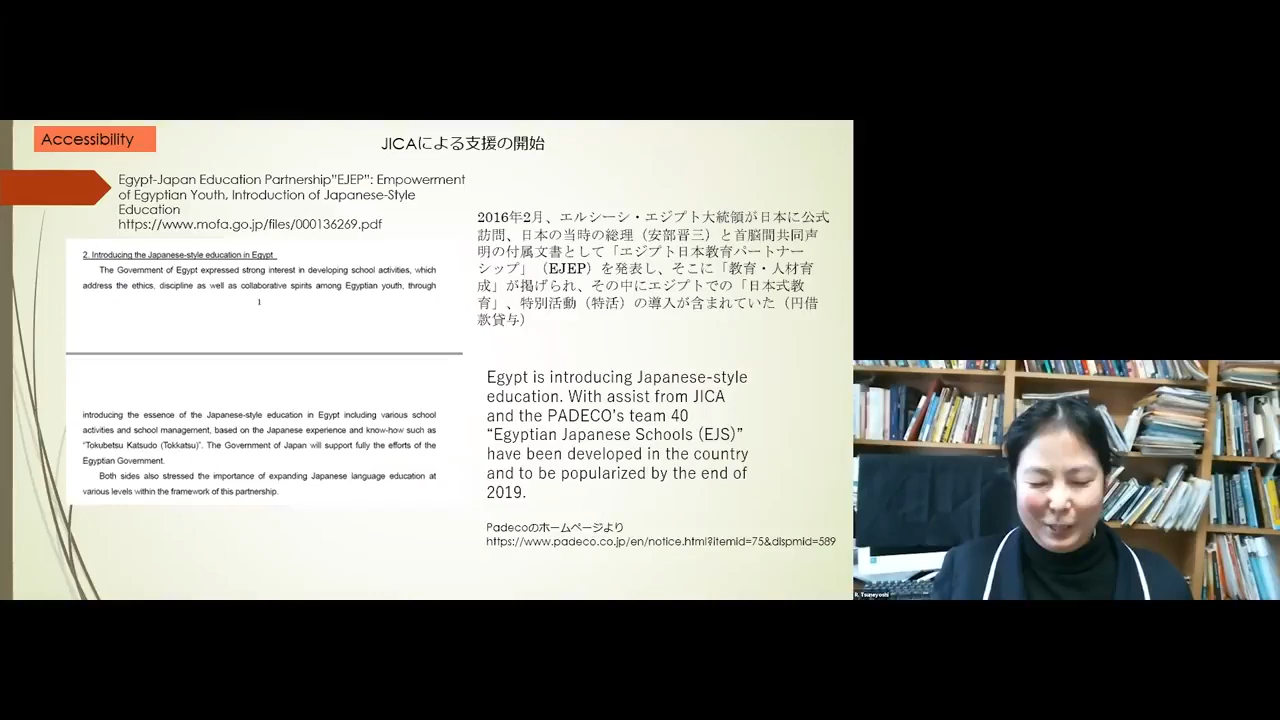 Accessibility
JICAによる支援の開始
Egypt-Japan Education Partnership"EJEP": Empowerment
of Egyptian Youth, Introduction of Japanese-Style
Education
https://www.mofa.go.jp/files/000136269.pdf
2. Introducing the Japanese-style education in Egypt
The Government of Egypt expressed strong interest in developing school activities, which
address the ethics, discipline as well as collaborative spirits among Egyptian youth, through
1
introducing the essence of the Japanese-style education in Egypt including various school
activities and school management, based on the Japanese experience and know-how such as
"Tokubetsu Katsudo (Tokkatsu)". The Government of Japan will support fully the efforts of the
Egyptian Government.
Both sides also stressed the importance of expanding Japanese language education at
various levels within the framework of this partnership.
2016年2月、エルシーシ・エジプト大統領が日本に公式
訪問、日本の当時の総理（安部晋三）と首脳間共同声
明の付属文書として「エジプト日本教育パートナー
シップ」（EJEP）を発表し、そこに「教育・人材育
成」が掲げられ、その中にエジプトでの「日本式教
育」、特別活動（特活）の導入が含まれていた（円借
款貸与）
Egypt is introducing Japanese-style
education. With assist from JICA
and the PADECO's team 40
“Egyptian Japanese Schools (EJS)”
have been developed in the country
and to be popularized by the end of
2019.
Padecoのホームページより
https://www.padeco.co.jp/en/notice.html?itemid=75&dispmid=589
R. Tsuneyoshi